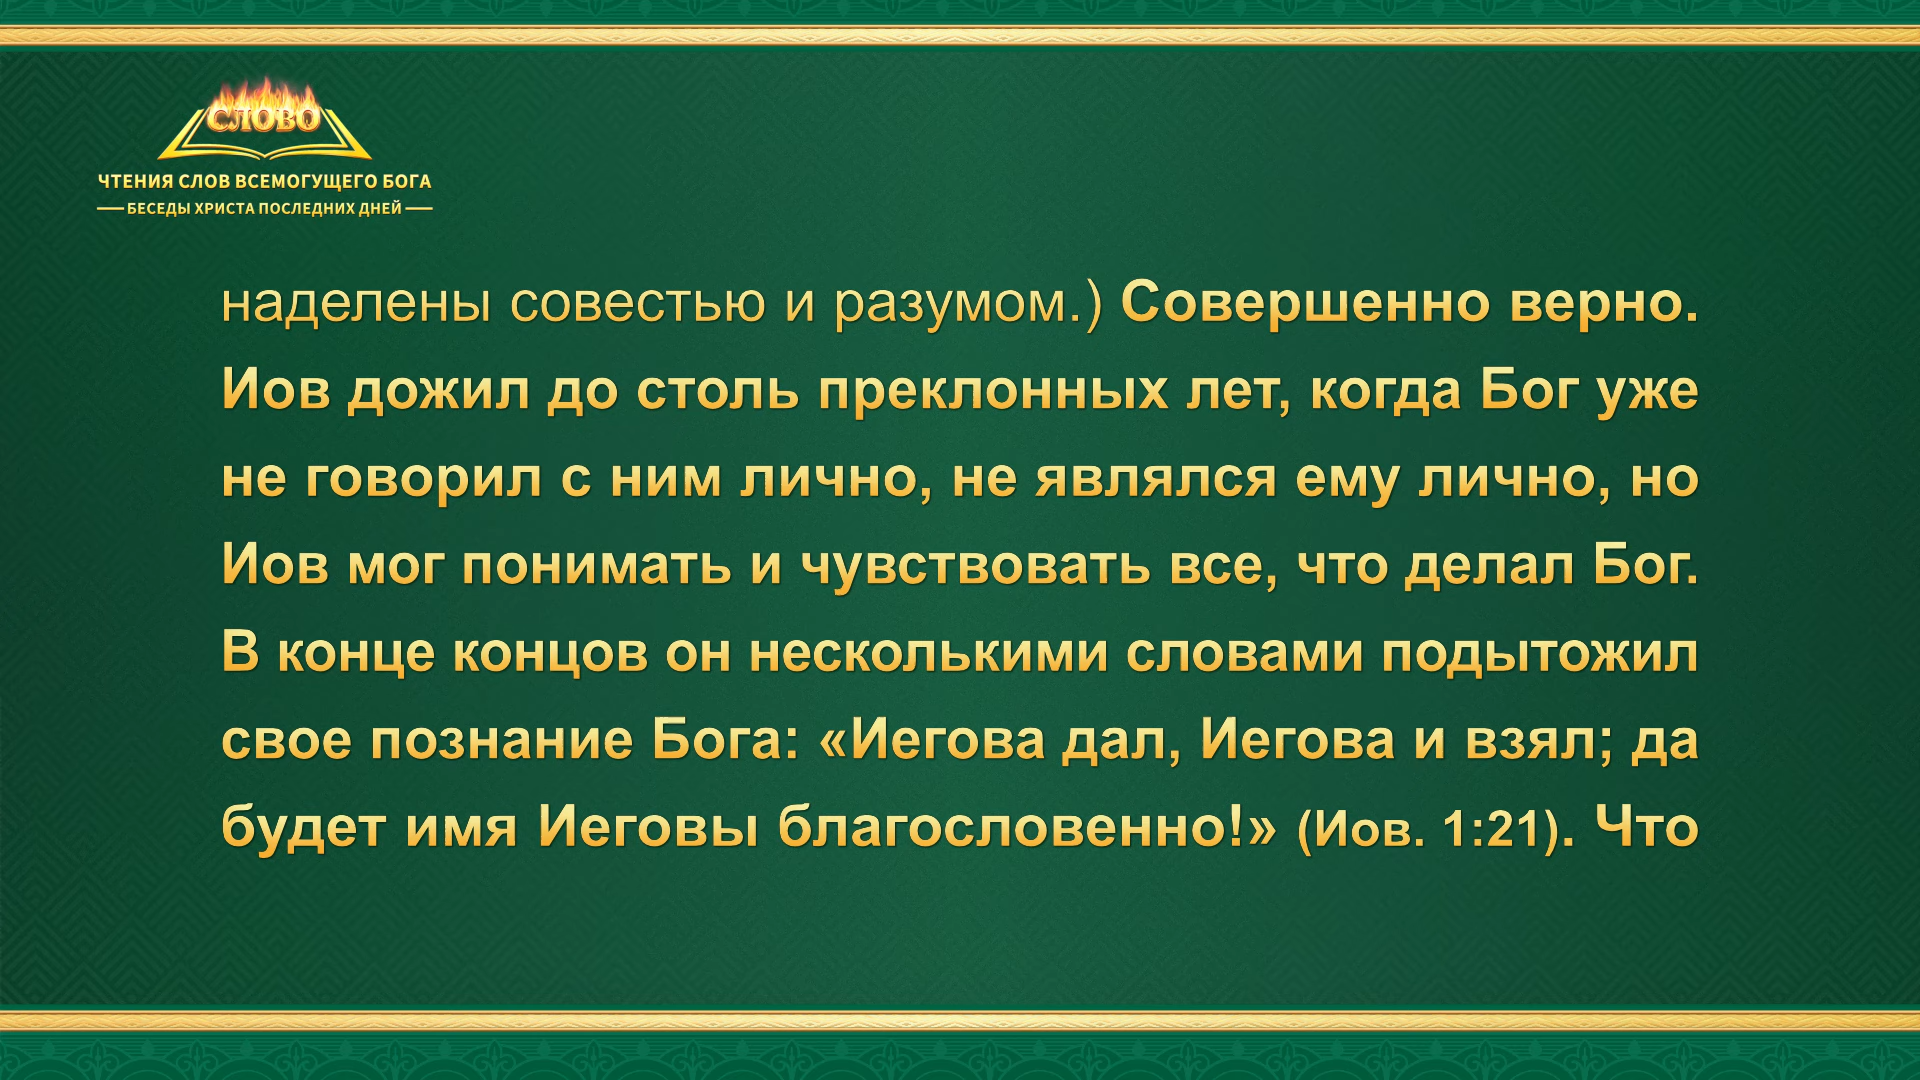 СЛОВО
ЧТЕНИЯ СЛОВ ВСЕМОГУЩЕГО БОГА
БЕСЕДЫ ХРИСТА ПОСЛЕДНИХ ДНЕЙ
наделены совестью и разумом.) Совершенно верно.
Иов дожил до столь преклонных лет, когда Бог уже
не говорил с ним лично, не являлся ему лично, но
Иов мог понимать и чувствовать все, что делал Бог.
В конце концов он несколькими словами подытожил
свое познание Бога: «Иегова дал, Иегова и взял; да
будет имя Иеговы благословенно!» (Иов. 1:21). Что